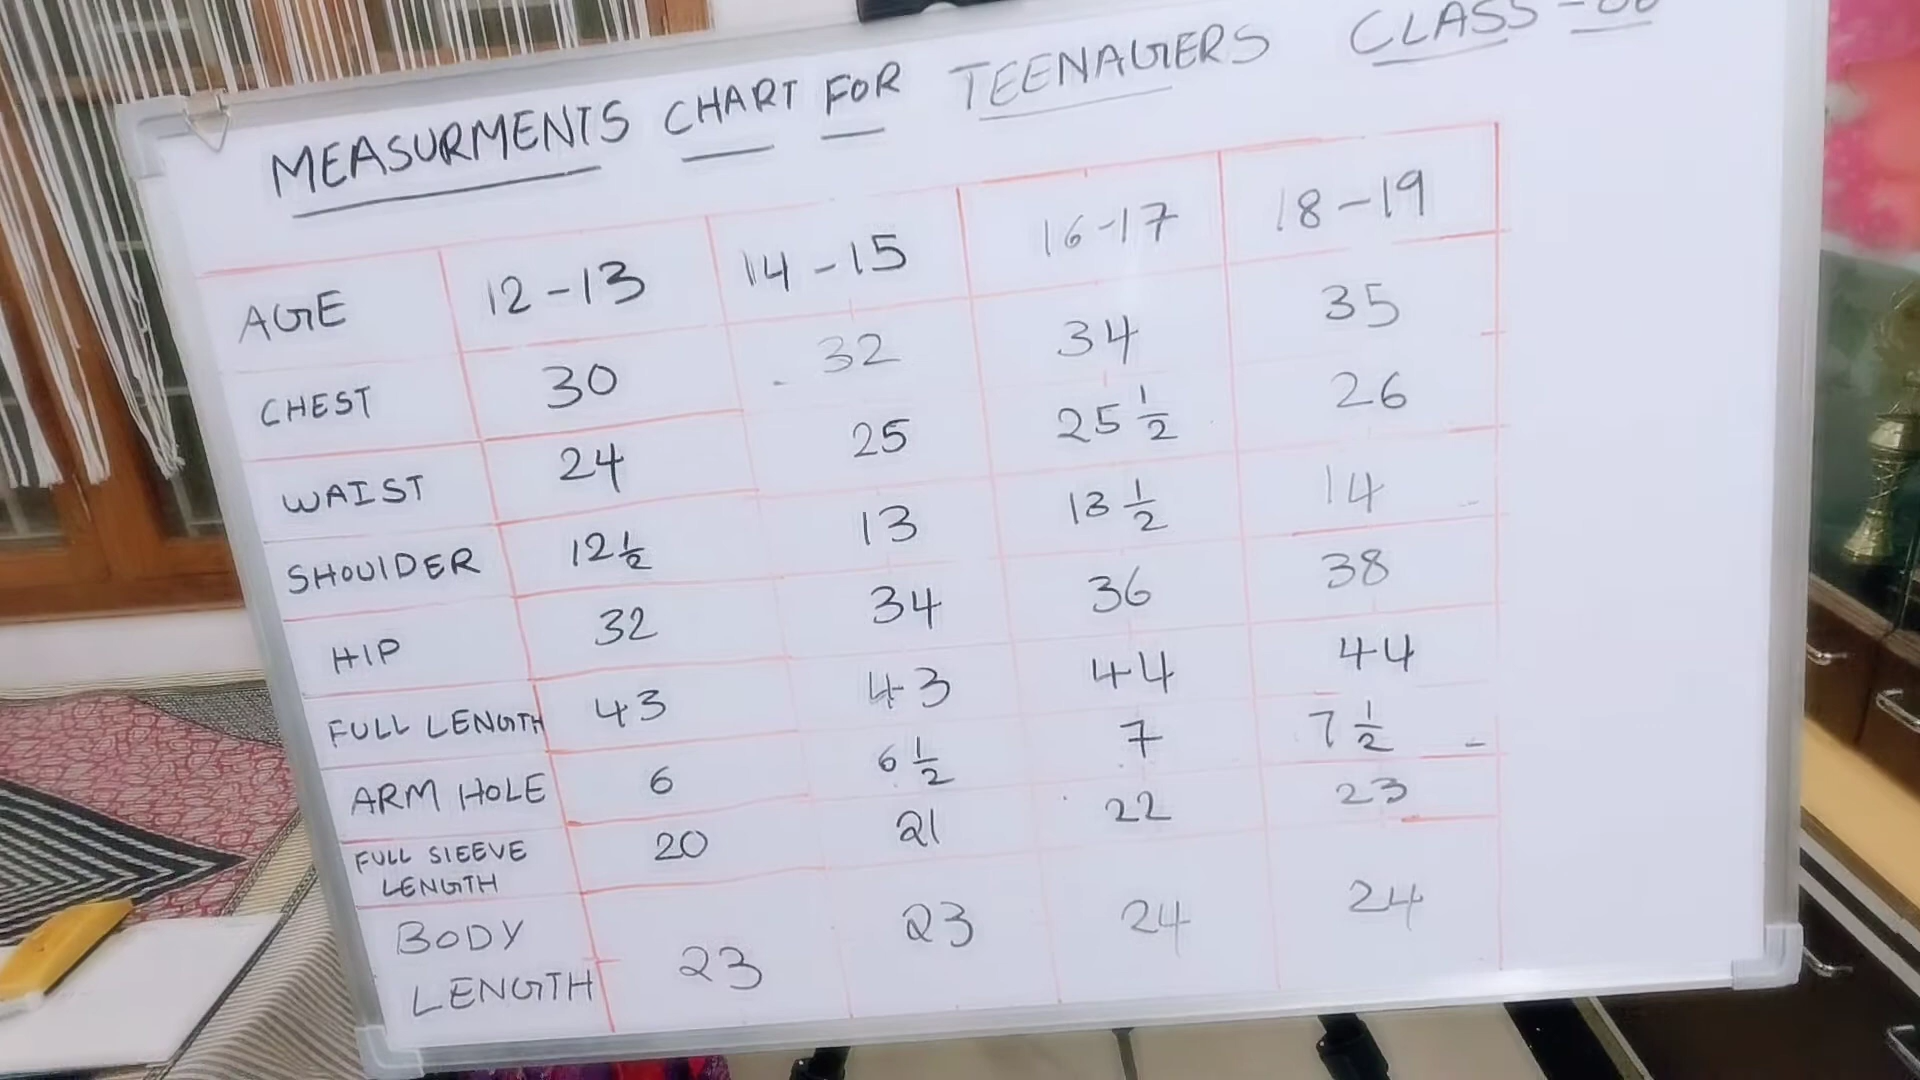 MEASURMENTS CHART FOR TEENAGERS CLASS -
AGE 12-13 14-15 16-17 18-19
CHEST 30 32 34 35
WAIST 24 25 25 1/2 26
SHOULDER 12 1/2 13 13 1/2 14
HIP 32 34 36 38
FULL LENGTH 43 43 44 44
ARM HOLE 6 6 1/2 7 7 1/2
FULL SLEEVE LENGTH 20 21 22 23
BODY LENGTH 23 23 24 24